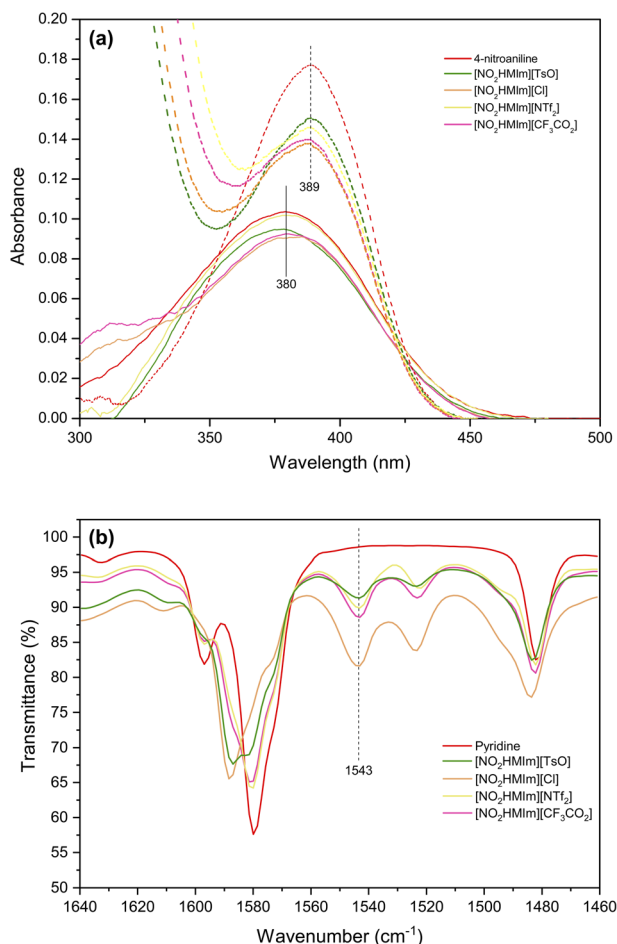 (a)
0.20
0.18
0.16
0.14
0.12
0.10
0.08
0.06
0.04
0.02
0.00
Absorbance
4-nitroaniline
[NO₂HMIm][TsO]
[NO₂HMIm][Cl]
[NO₂HMIm][NTf₂]
[NO₂HMIm][CF₃CO₂]
389
380
300 350 400 450 500
Wavelength (nm)
(b)
100
95
90
85
80
75
70
65
60
55
50
Transmittance (%)
Pyridine
[NO₂HMIm][TsO]
[NO₂HMIm][Cl]
[NO₂HMIm][NTf₂]
[NO₂HMIm][CF₃CO₂]
1543
1640 1620 1600 1580 1560 1540 1520 1500 1480 1460
Wavenumber (cm⁻¹)